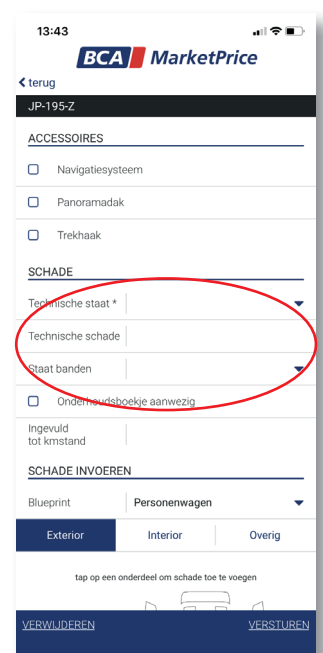 13:43
BCA MarketPrice
terug
JP-195-Z
ACCESSOIRES
Navigatiesysteem
Panoramadak
Trekhaak
SCHADE
Technische staat *
Technische schade
Staat banden
Onderhoudsboekje aanwezig
Ingevuld
tot kmstand
SCHADE INVOEREN
Blueprint Personenwagen
Exterior Interior Overig
tap op een onderdeel om schade toe te voegen
VERWIJDEREN VERSTUREN